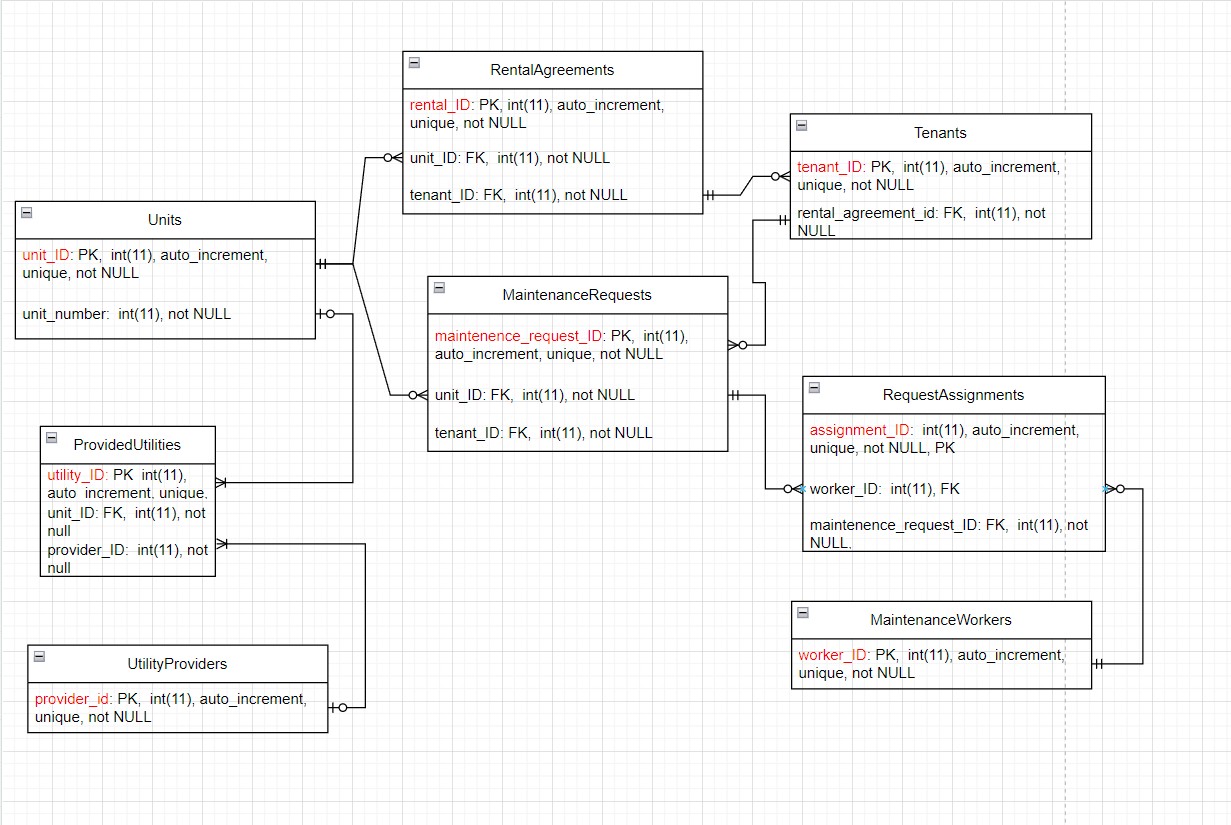 RentalAgreements
rental_ID: PK, int(11), auto_increment,
unique, not NULL
unit_ID: FK, int(11), not NULL
tenant_ID: FK, int(11), not NULL
Tenants
tenant_ID: PK, int(11), auto_increment,
unique, not NULL
rental_agreement_id: FK, int(11), not
NULL
Units
unit_ID: PK, int(11), auto_increment,
unique, not NULL
unit_number: int(11), not NULL
MaintenanceRequests
maintenence_request_ID: PK, int(11),
auto_increment, unique, not NULL
unit_ID: FK, int(11), not NULL
tenant_ID: FK, int(11), not NULL
RequestAssignments
assignment_ID: int(11), auto_increment,
unique, not NULL, PK
worker_ID: int(11), FK
maintenence_request_ID: FK, int(11), not
NULL.
ProvidedUtilities
utility_ID: PK int(11),
auto_increment, unique,
unit_ID: FK, int(11), not
null
provider_ID: int(11), not
null
MaintenanceWorkers
worker_ID: PK, int(11), auto_increment,
unique, not NULL
UtilityProviders
provider_id: PK, int(11), auto_increment,
unique, not NULL